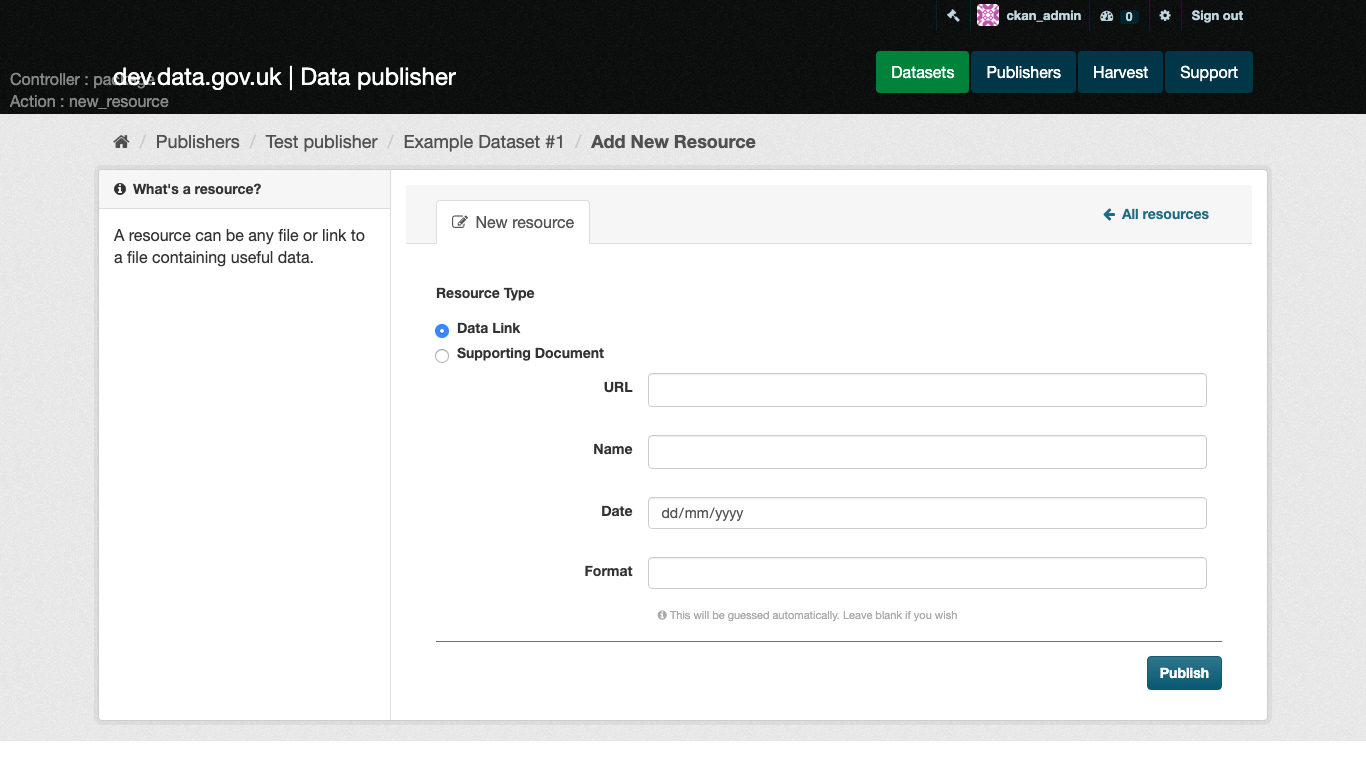 ckan_admin 0 Sign out
Controller : package
dev.data.gov.uk | Data publisher
Datasets Publishers Harvest Support
Action : new_resource
/ Publishers / Test publisher / Example Dataset #1 / Add New Resource
What's a resource?
A resource can be any file or link to
a file containing useful data.
New resource
All resources
Resource Type
Data Link
Supporting Document
URL
Name
Date dd/mm/yyyy
Format
This will be guessed automatically. Leave blank if you wish
Publish